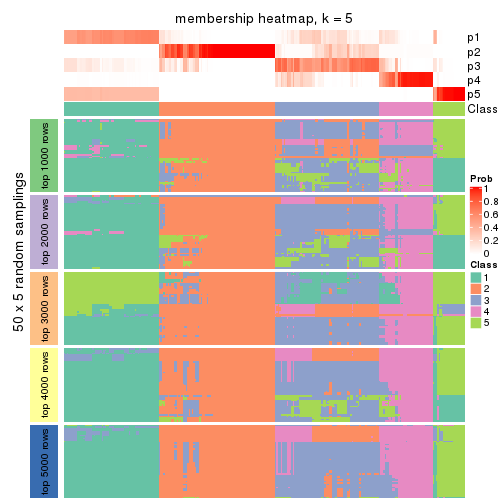 membership heatmap, k = 5
p1
p2
p3
p4
p5
Class
50 x 5 random samplings
top 1000 rows
top 2000 rows
top 3000 rows
top 4000 rows
top 5000 rows
Prob
1
0.8
0.6
0.4
0.2
0
Class
1
2
3
4
5